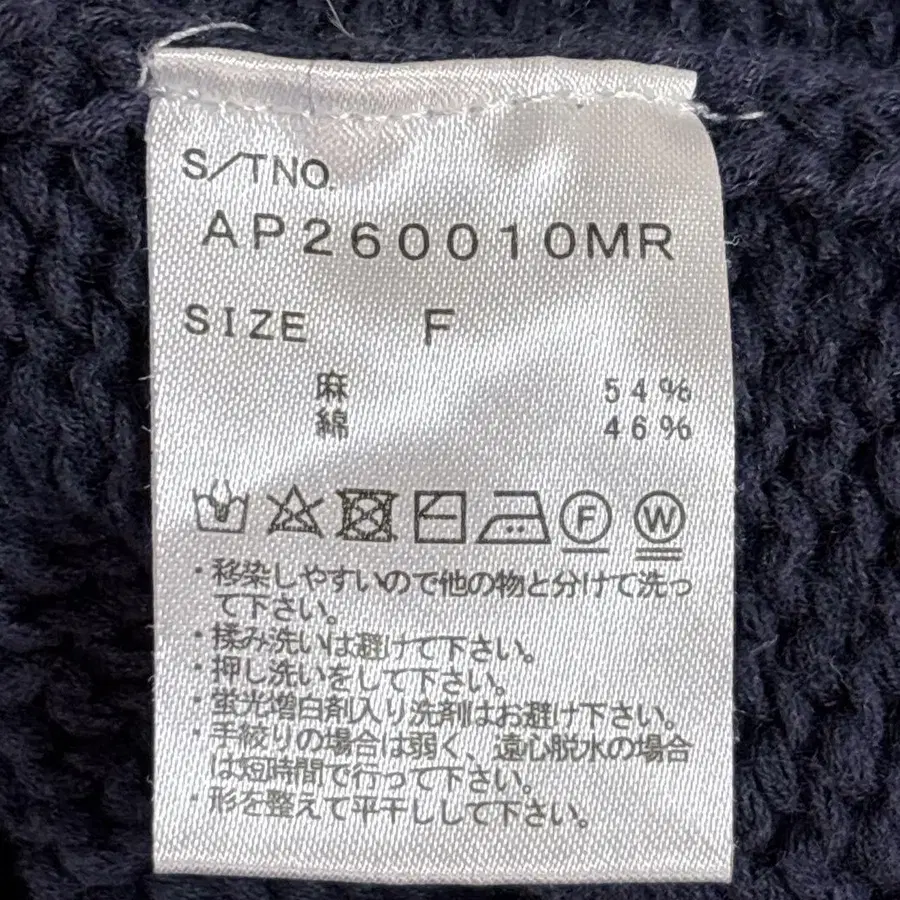 S/TNO.
AP260010MR
SIZE F
麻 54%
綿 46%
F W
・移染しやすいので他の物と分けて洗っ
て下さい。
・揉み洗いは避けて下さい。
・押し洗いをして下さい。
・蛍光増白剤入り洗剤はお避け下さい。
・手絞りの場合は弱く、遠心脱水の場合
は短時間で行って下さい。
・形を整えて平干しして下さい。